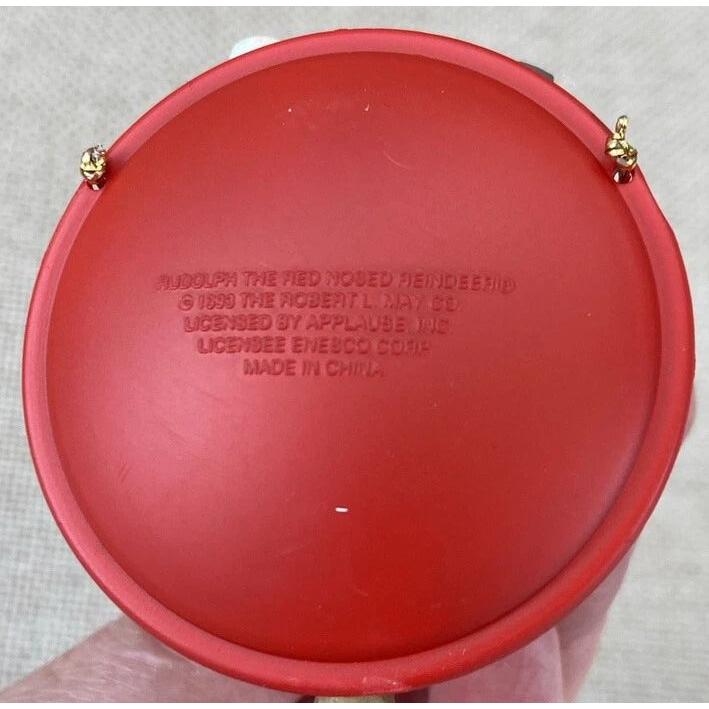 RUDOLPH THE RED NOSED REINDEER®
© THE ROBERT L. MAY CO.
LICENSED BY APPLAUSE, INC
LICENSEE ENESCO CORP
MADE IN CHINA